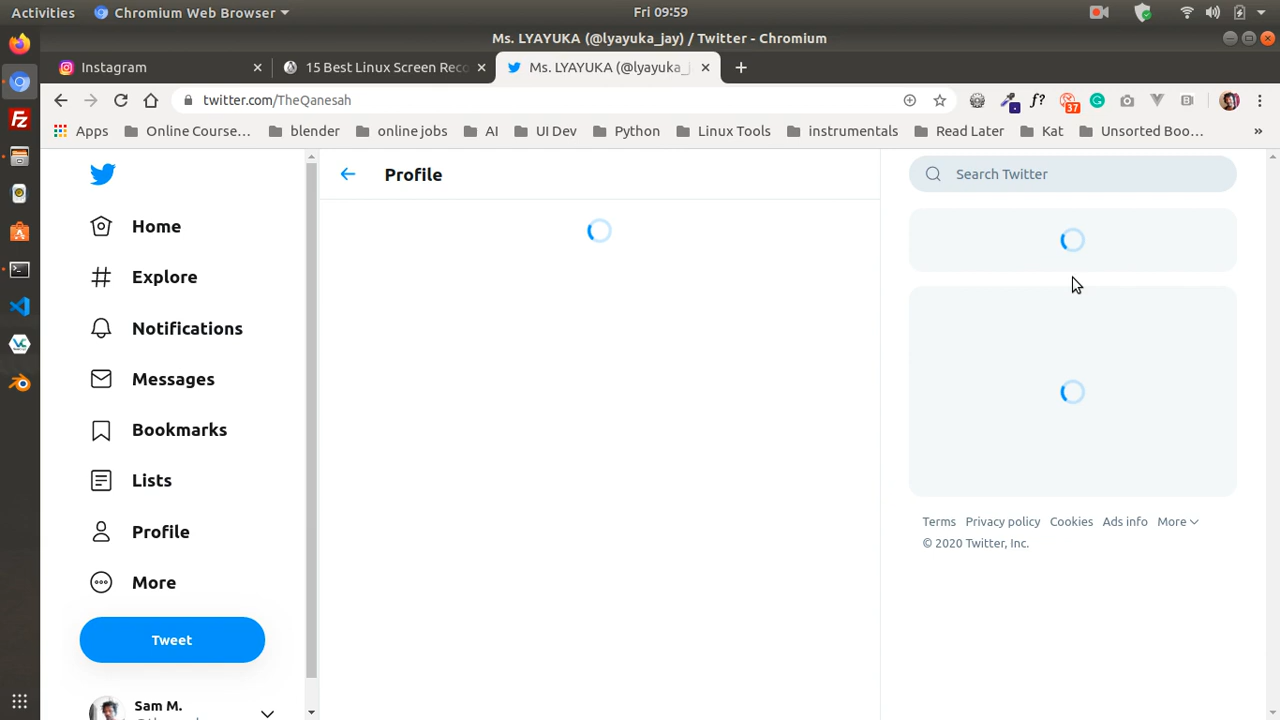 Activities
Chromium Web Browser
Fri 09:59
Ms. LYAYUKA (@lyayuka_jay) / Twitter - Chromium
Instagram
15 Best Linux Screen Reco
Ms. LYAYUKA (@lyayuka_j
twitter.com/TheQanesah
f?
37
Apps
Online Course…
blender
online jobs
AI
UI Dev
Python
Linux Tools
instrumentals
Read Later
Kat
Unsorted Boo…
»
Profile
Search Twitter
Home
Explore
Notifications
Messages
Bookmarks
Lists
Profile
More
Tweet
Sam M.
Terms
Privacy policy
Cookies
Ads info
More
© 2020 Twitter, Inc.